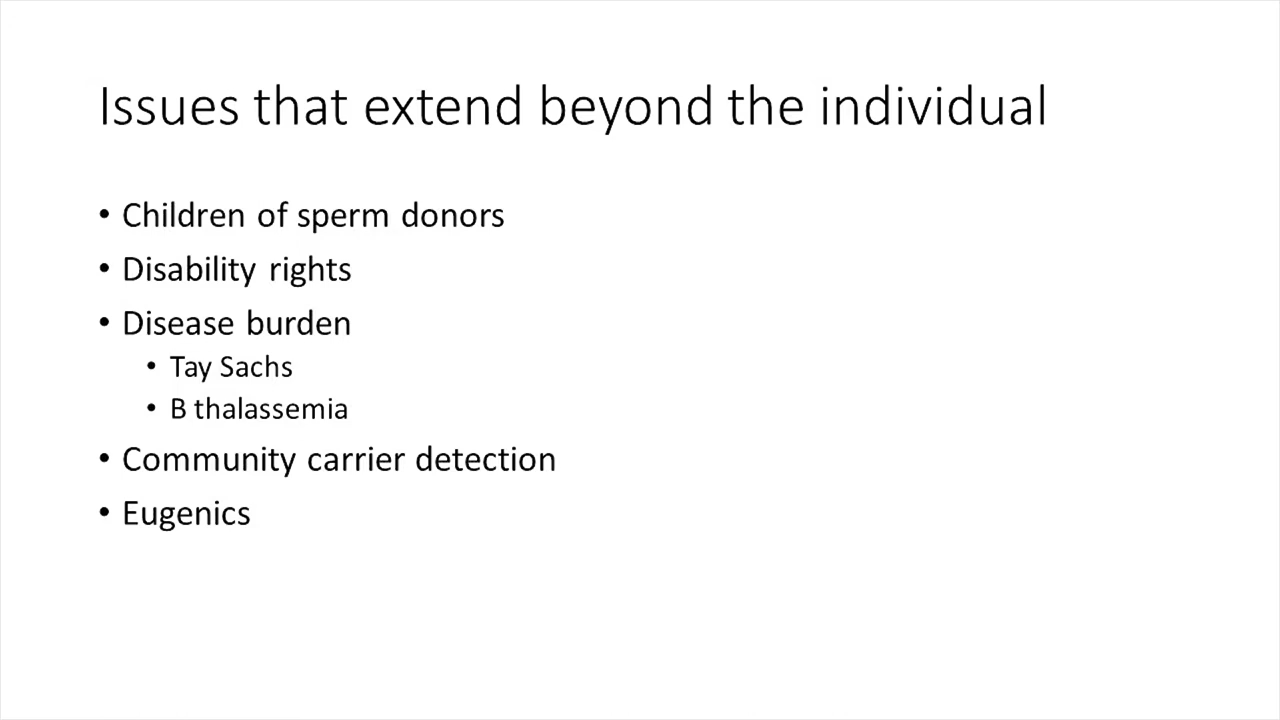 Issues that extend beyond the individual
• Children of sperm donors
• Disability rights
• Disease burden
• Tay Sachs
• B thalassemia
• Community carrier detection
• Eugenics